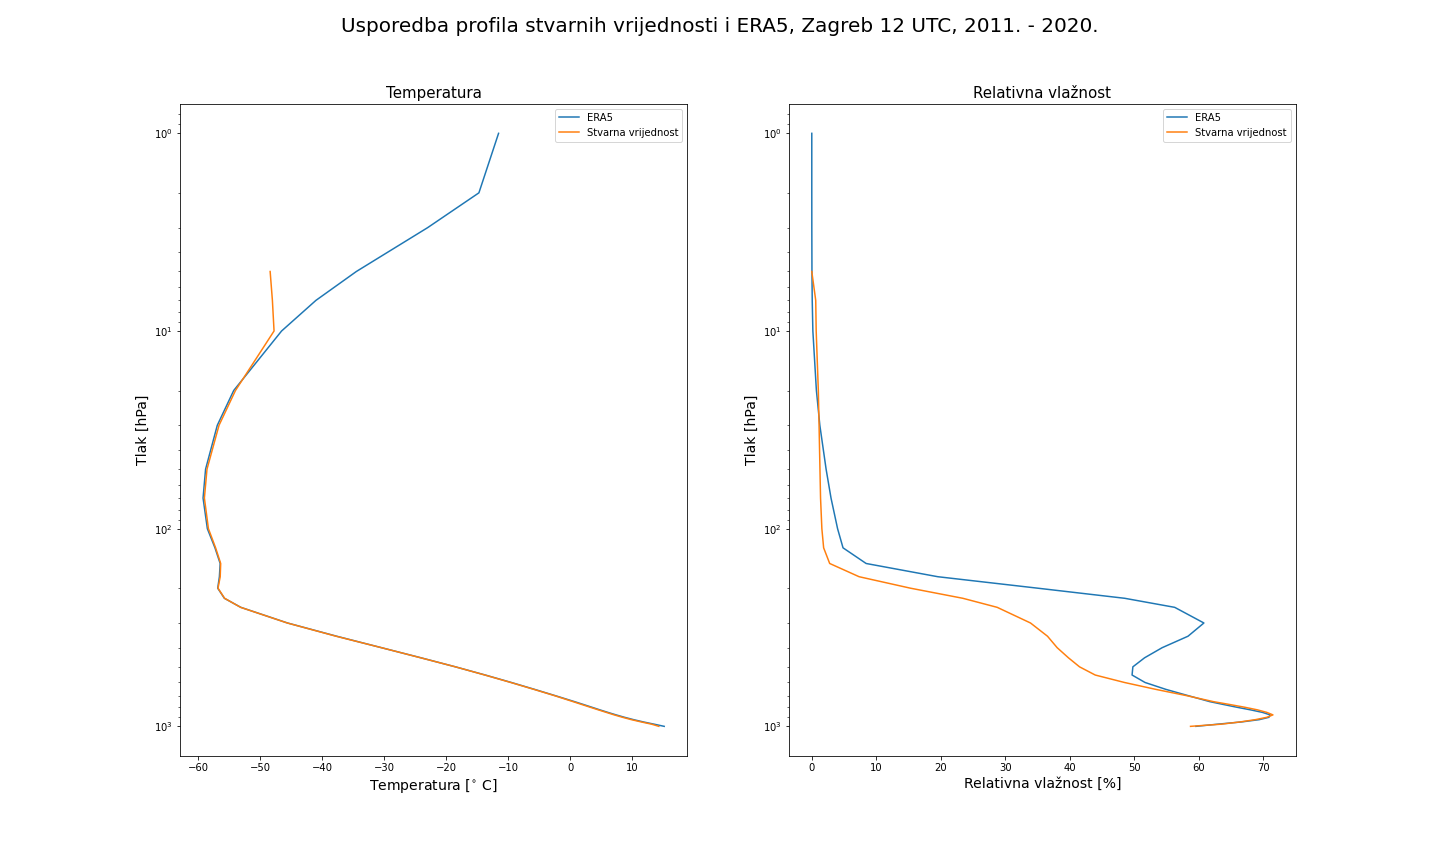 Usporedba profila stvarnih vrijednosti i ERA5, Zagreb 12 UTC, 2011. - 2020.
Temperatura
ERA5
Stvarna vrijednost
10⁰
10¹
10²
10³
Tlak [hPa]
−60 −50 −40 −30 −20 −10 0 10
Temperatura [° C]
Relativna vlažnost
ERA5
Stvarna vrijednost
10⁰
10¹
10²
10³
Tlak [hPa]
0 10 20 30 40 50 60 70
Relativna vlažnost [%]